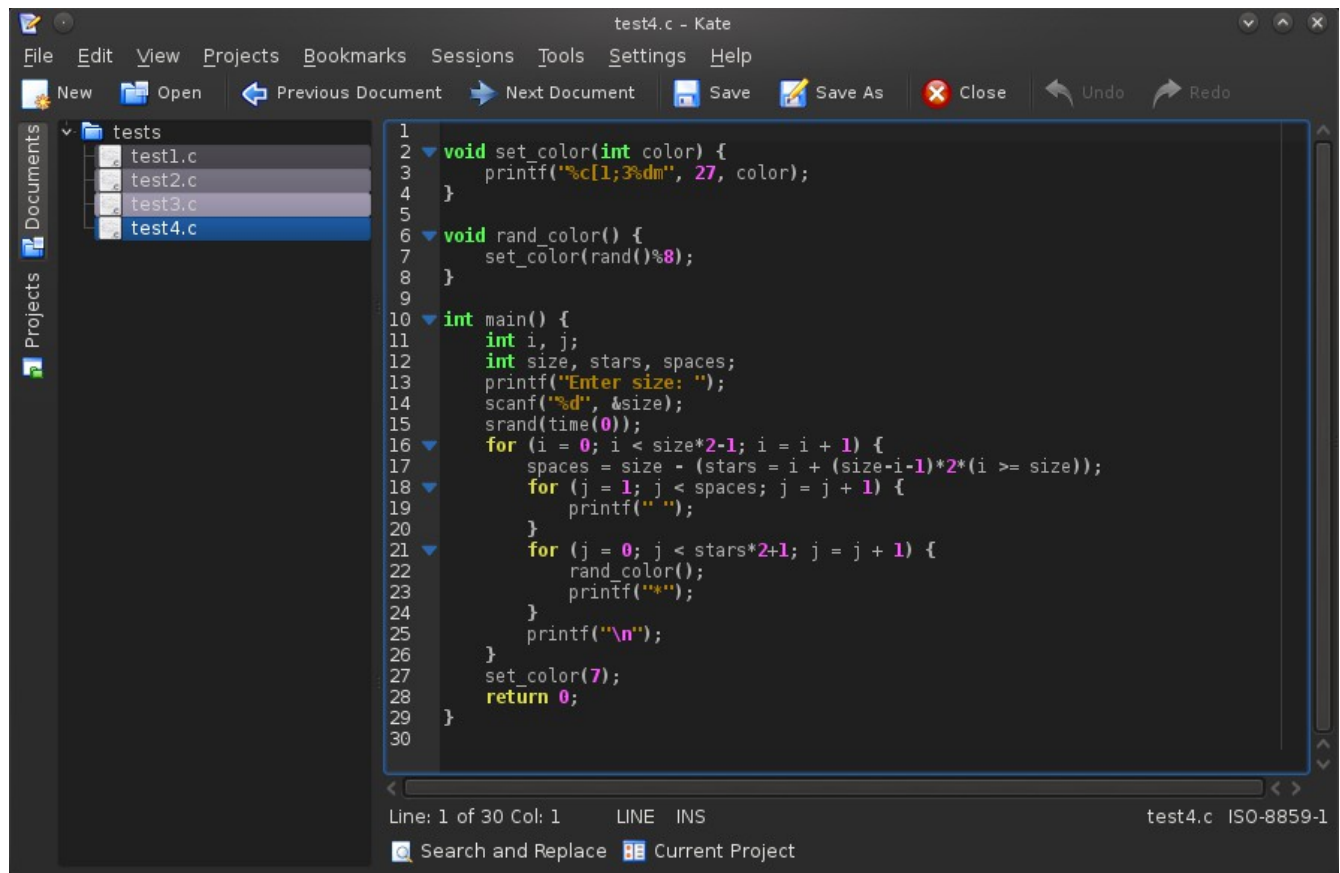 test4.c – Kate
File Edit View Projects Bookmarks Sessions Tools Settings Help
New Open Previous Document Next Document Save Save As Close Undo Redo
Documents
Projects
tests
test1.c
test2.c
test3.c
test4.c
1
2 void set_color(int color) {
3     printf("%c[1;3%dm", 27, color);
4 }
5
6 void rand_color() {
7     set_color(rand()%8);
8 }
9
10 int main() {
11     int i, j;
12     int size, stars, spaces;
13     printf("Enter size: ");
14     scanf("%d", &size);
15     srand(time(0));
16     for (i = 0; i < size*2-1; i = i + 1) {
17         spaces = size - (stars = i + (size-i-1)*2*(i >= size));
18         for (j = 1; j < spaces; j = j + 1) {
19             printf(" ");
20         }
21         for (j = 0; j < stars*2+1; j = j + 1) {
22             rand_color();
23             printf("*");
24         }
25         printf("\n");
26     }
27     set_color(7);
28     return 0;
29 }
30
Line: 1 of 30 Col: 1 LINE INS test4.c ISO-8859-1
Search and Replace Current Project